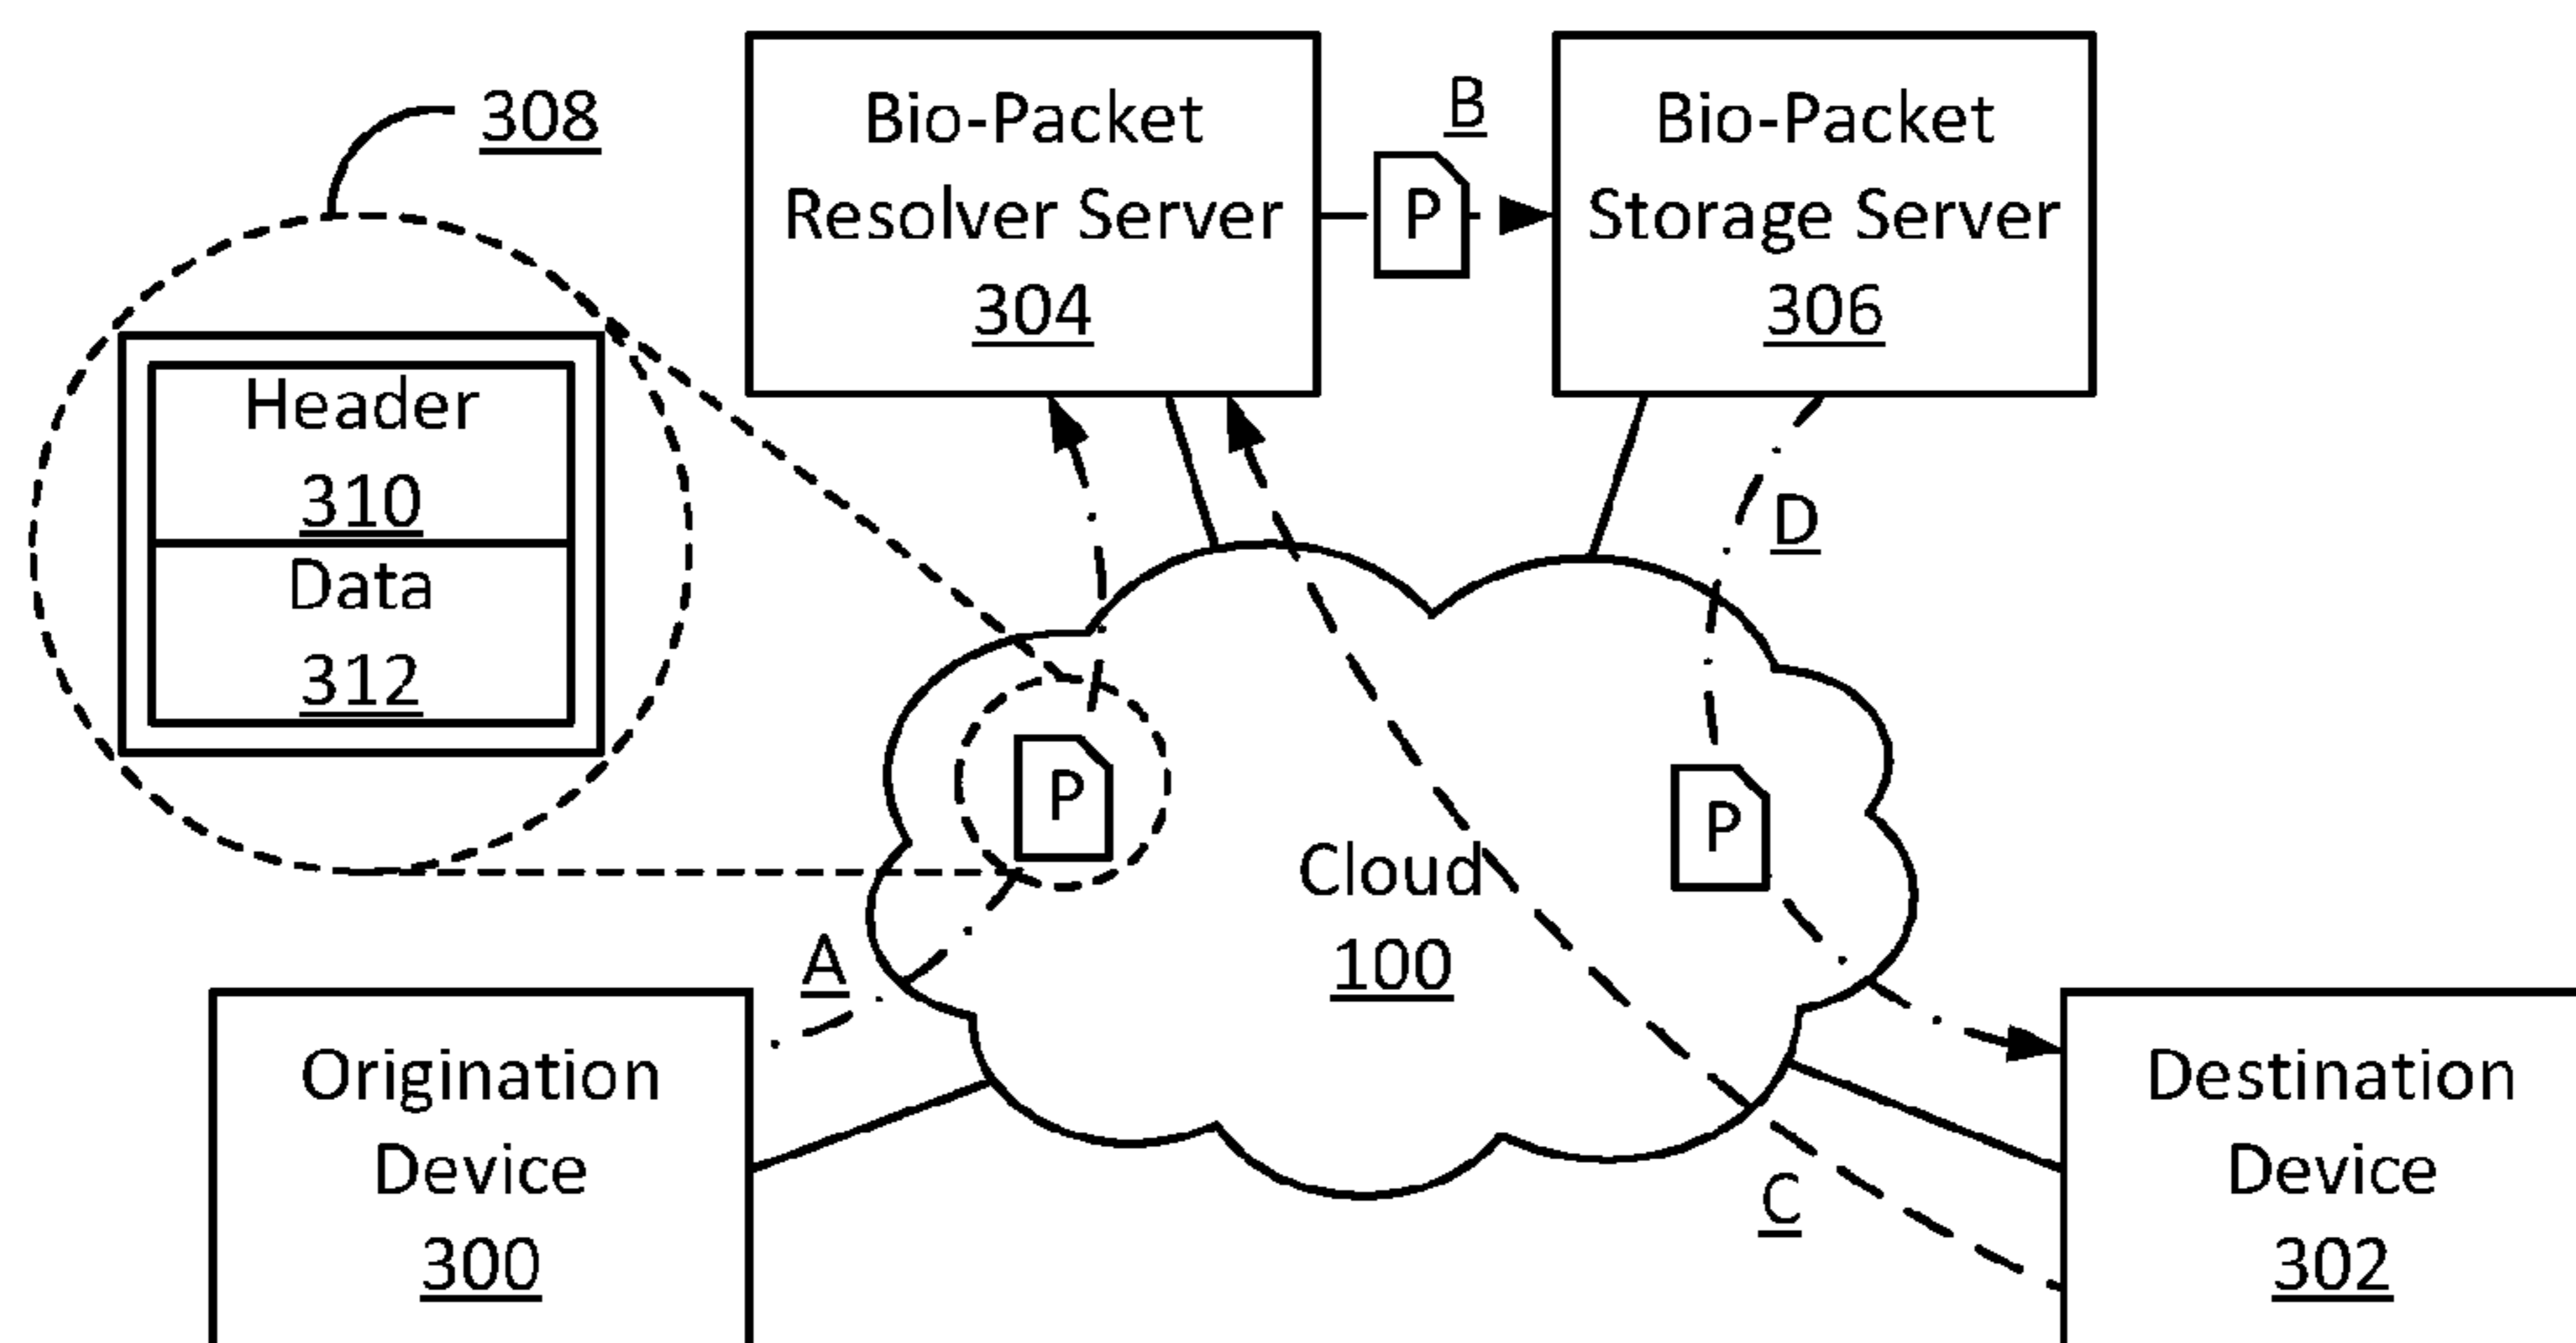 308
Header
310
Data
312
Bio-Packet
Resolver Server
304
B
P
Bio-Packet
Storage Server
306
D
P
P
Cloud
100
A
Origination
Device
300
C
Destination
Device
302